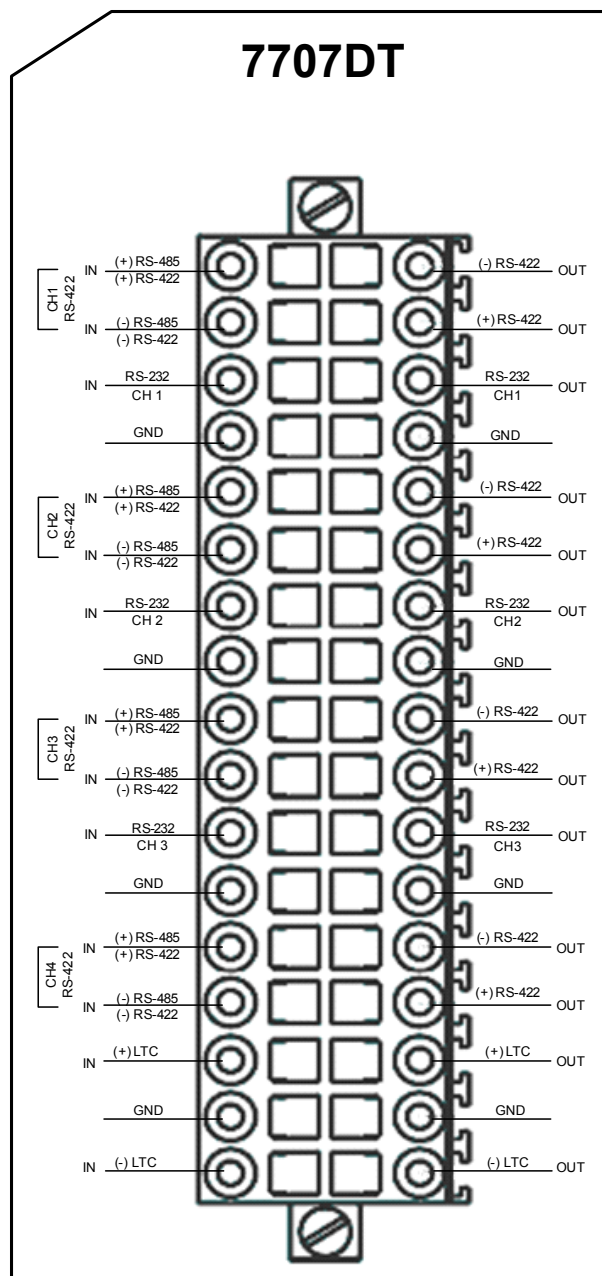 7707DT
CH1
RS-422
IN (+) RS-485 (-) RS-422 OUT
(+) RS-422
IN (-) RS-485 (+) RS-422 OUT
(-) RS-422
IN RS-232 RS-232 OUT
CH 1 CH1
GND GND
CH2
RS-422
IN (+) RS-485 (-) RS-422 OUT
(+) RS-422
IN (-) RS-485 (+) RS-422 OUT
(-) RS-422
IN RS-232 RS-232 OUT
CH 2 CH2
GND GND
CH3
RS-422
IN (+) RS-485 (-) RS-422 OUT
(+) RS-422
IN (-) RS-485 (+) RS-422 OUT
(-) RS-422
IN RS-232 RS-232 OUT
CH 3 CH3
GND GND
CH4
RS-422
IN (+) RS-485 (-) RS-422 OUT
(+) RS-422
IN (-) RS-485 (+) RS-422 OUT
(-) RS-422
IN (+) LTC (+) LTC OUT
GND GND
IN (-) LTC (-) LTC OUT